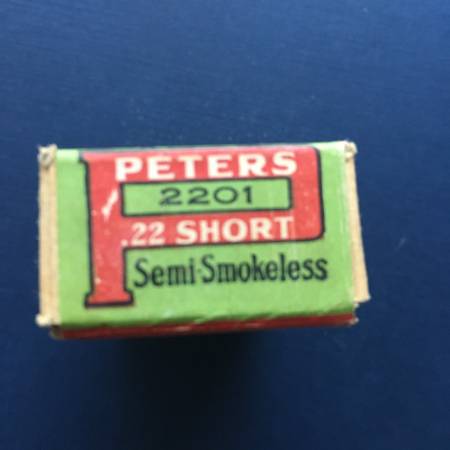 PETERS
2201
.22 SHORT
Semi-Smokeless